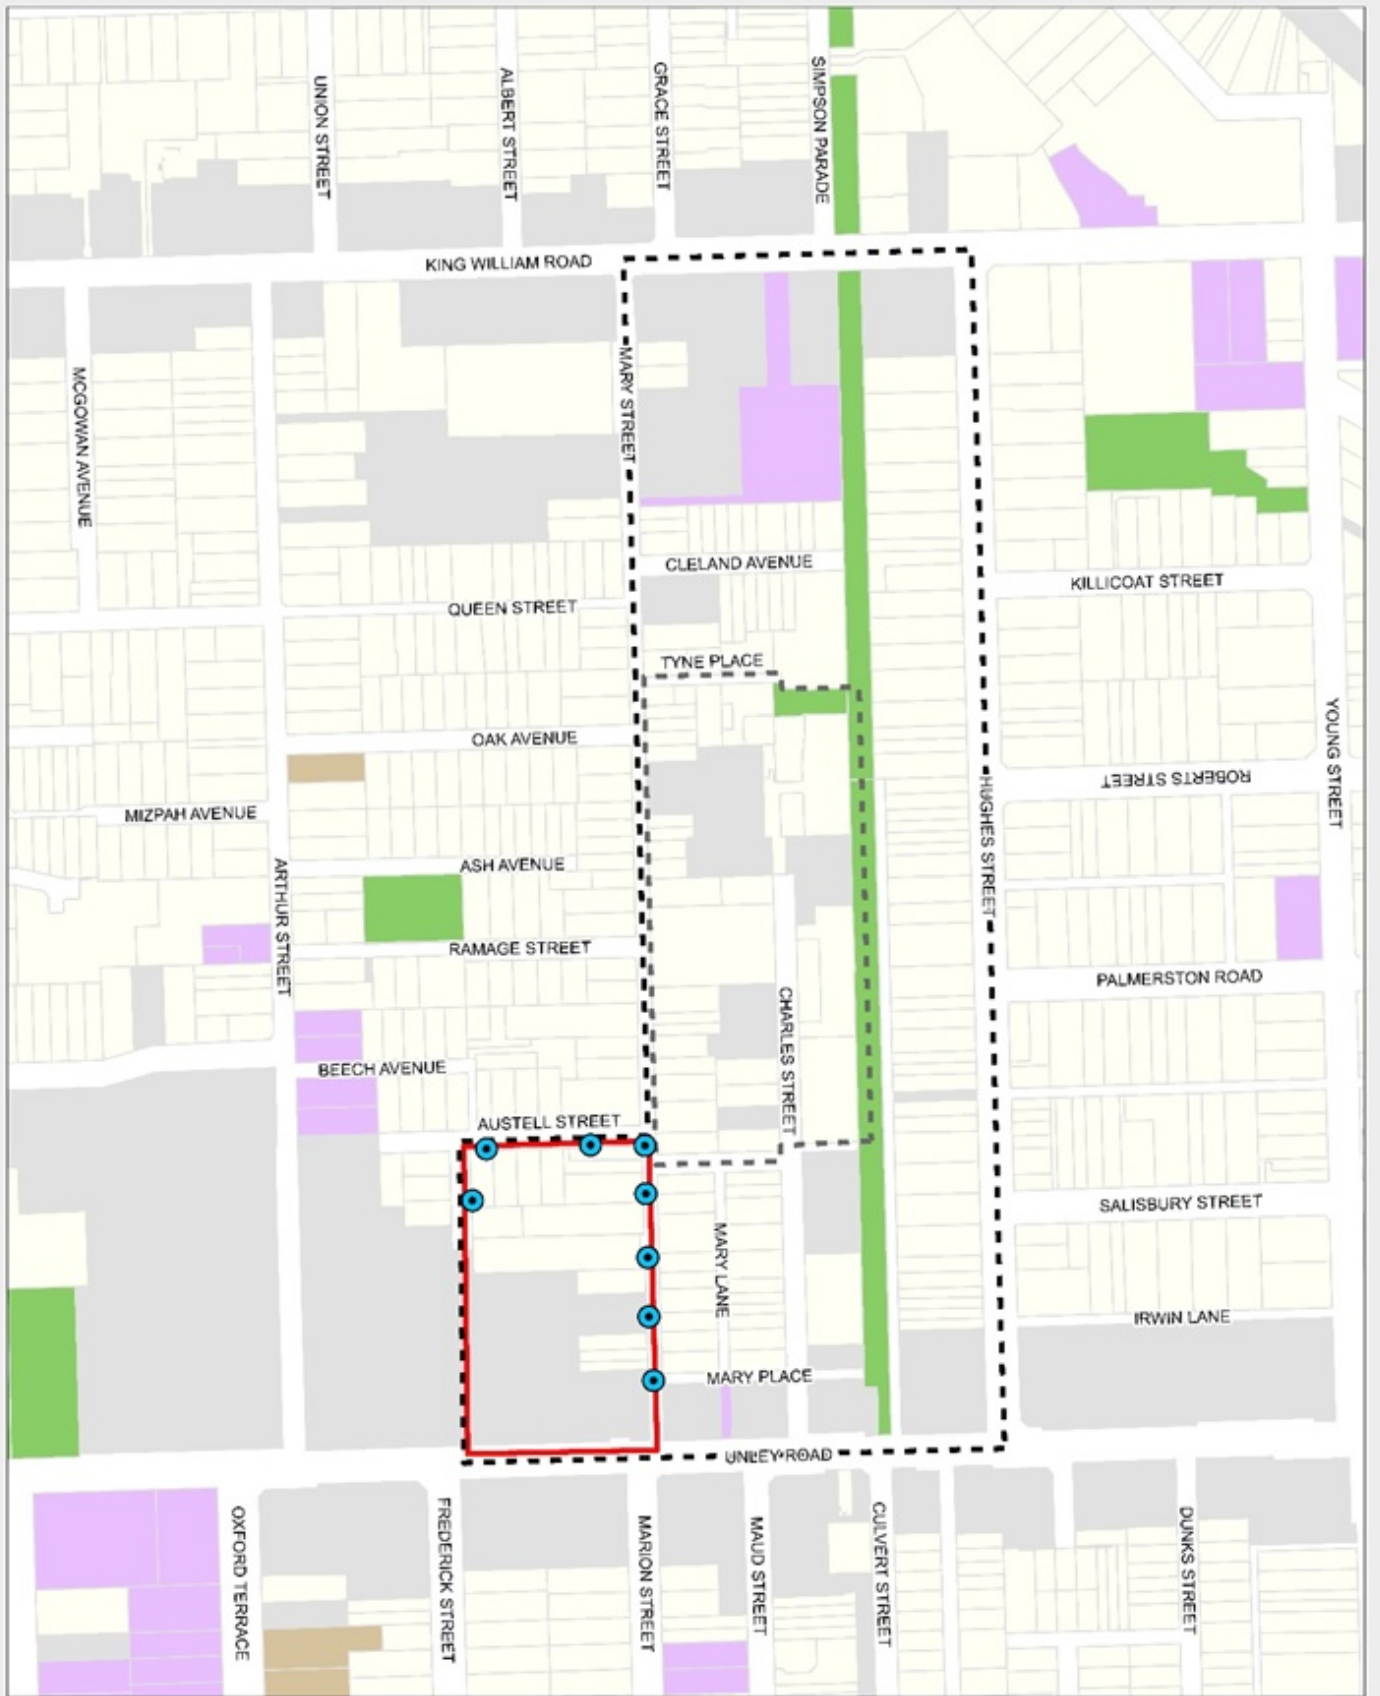 UNION STREET
ALBERT STREET
GRACE STREET
SIMPSON PARADE
KING WILLIAM ROAD
MCGOWAN AVENUE
MARY STREET
CLELAND AVENUE
KILLICOAT STREET
QUEEN STREET
TYNE PLACE
OAK AVENUE
YOUNG STREET
ROBERTS STREET
HUGHES STREET
MIZPAH AVENUE
ASH AVENUE
ARTHUR STREET
RAMAGE STREET
PALMERSTON ROAD
CHARLES STREET
BEECH AVENUE
AUSTELL STREET
SALISBURY STREET
MARY LANE
IRWIN LANE
MARY PLACE
UNLEY ROAD
OXFORD TERRACE
FREDERICK STREET
MARION STREET
MAUD STREET
CULVERT STREET
DUNKS STREET